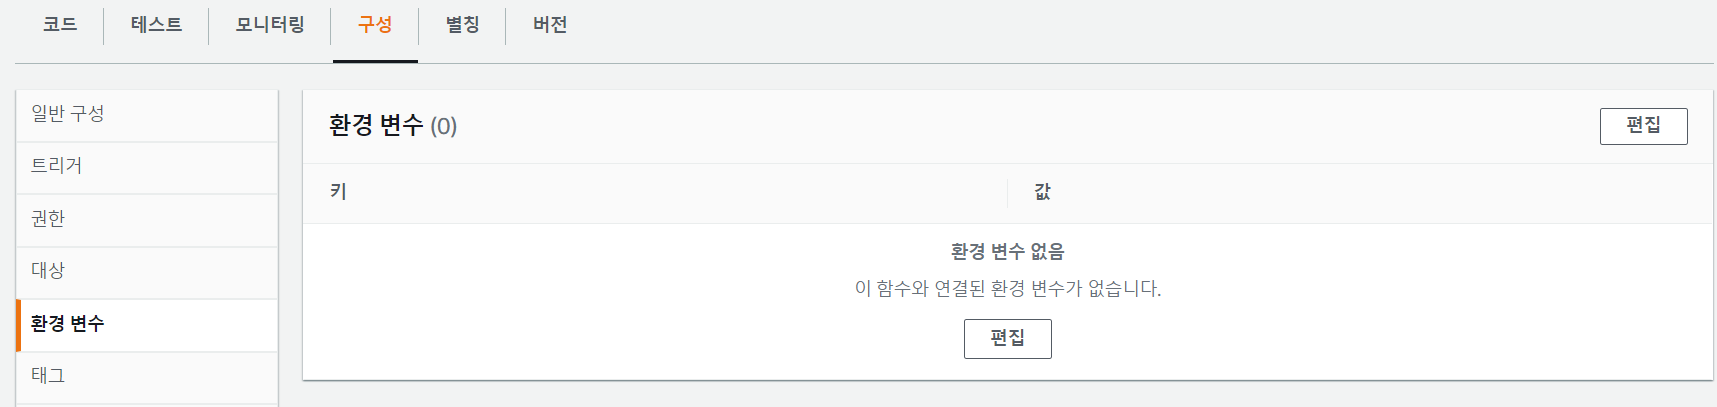 코드 테스트 모니터링 구성 별칭 버전
일반 구성
트리거
권한
대상
환경 변수
태그
환경 변수 (0)
편집
키 값
환경 변수 없음
이 함수와 연결된 환경 변수가 없습니다.
편집